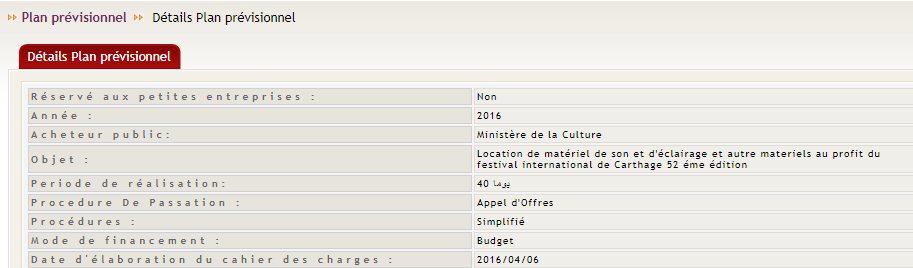 Plan prévisionnel Détails Plan prévisionnel
Détails Plan prévisionnel
Réservé aux petites entreprises : Non
Année : 2016
Acheteur public: Ministère de la Culture
Objet : Location de matériel de son et d'éclairage et autre materiels au profit du
festival international de Carthage 52 éme édition
Periode de réalisation: 40 يوما
Procedure De Passation : Appel d'Offres
Procédures : Simplifié
Mode de financement : Budget
Date d'élaboration du cahier des charges : 2016/04/06